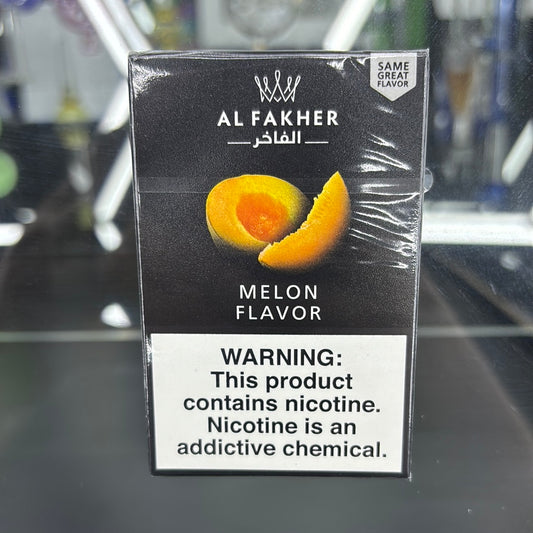 SAME
GREAT
FLAVOR
AL FAKHER
الفاخر
MELON
FLAVOR
WARNING:
This product
contains nicotine.
Nicotine is an
addictive chemical.